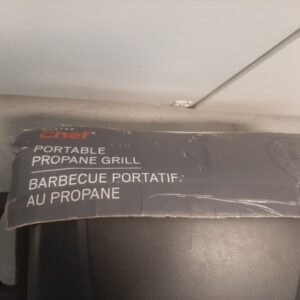 Chef
PORTABLE
PROPANE GRILL
BARBECUE PORTATIF
AU PROPANE